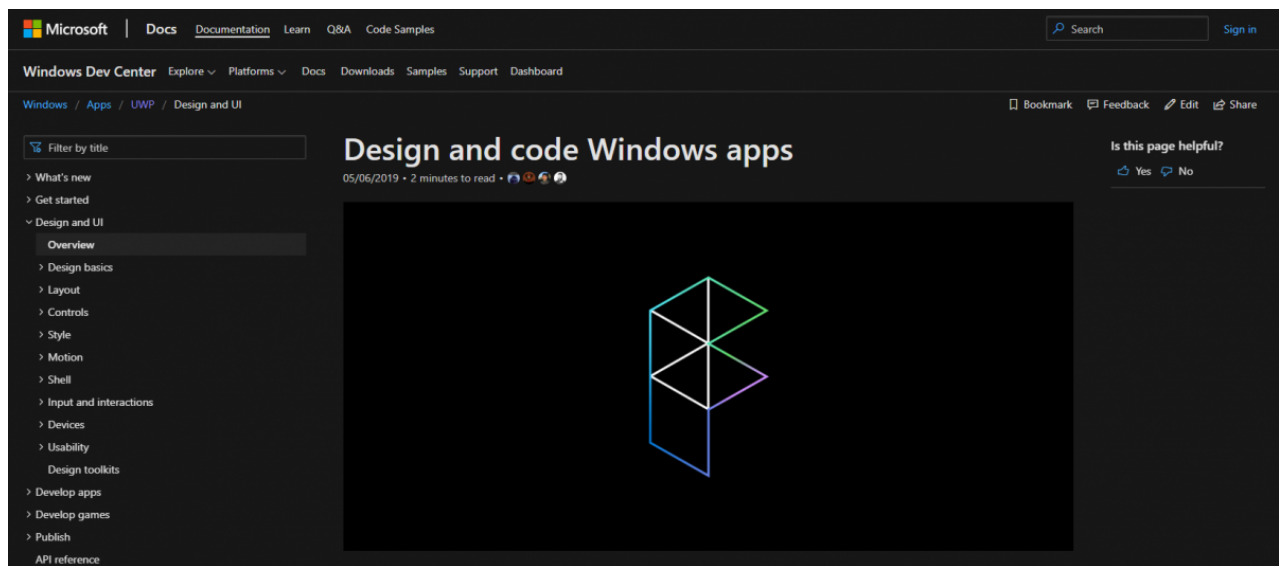 Microsoft Docs Documentation Learn Q&A Code Samples Search Sign in
Windows Dev Center Explore Platforms Docs Downloads Samples Support Dashboard
Windows / Apps / UWP / Design and UI Bookmark Feedback Edit Share
Filter by title
What's new
Get started
Design and UI
Overview
Design basics
Layout
Controls
Style
Motion
Shell
Input and interactions
Devices
Usability
Design toolkits
Develop apps
Develop games
Publish
API reference
Design and code Windows apps
05/06/2019 • 2 minutes to read •
Is this page helpful?
Yes No